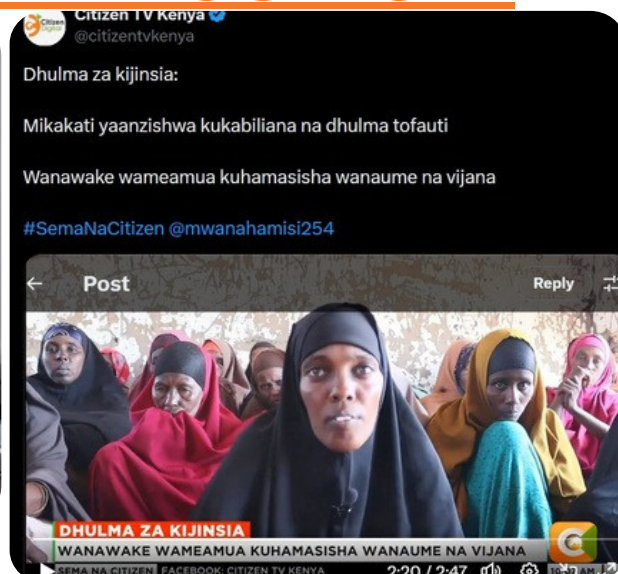 Citizen TV Kenya
@citizentvkenya
Dhulma za kijinsia:
Mikakati yaanzishwa kukabiliana na dhulma tofauti
Wanawake wameamua kuhamasisha wanaume na vijana
#SemaNaCitizen @mwanahamisi254
Post
Reply
DHULMA ZA KIJINSIA
WANAWAKE WAMEAMUA KUHAMASISHA WANAUME NA VIJANA
SEMA NA CITIZEN FACEBOOK: CITIZEN TV KENYA
2:20 / 2:47